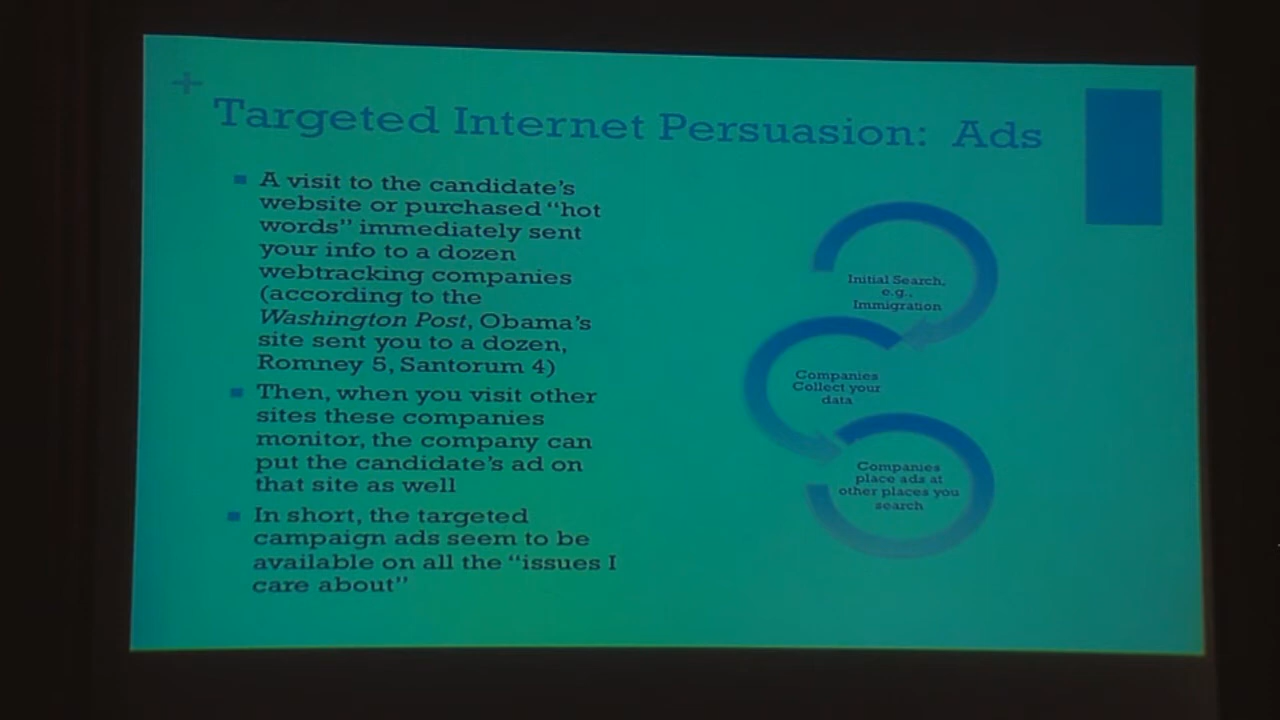 +
Targeted Internet Persuasion: Ads
A visit to the candidate's
website or purchased "hot
words" immediately sent
your info to a dozen
webtracking companies
(according to the
Washington Post, Obama's
site sent you to a dozen,
Romney 5, Santorum 4)
Then, when you visit other
sites these companies
monitor, the company can
put the candidate's ad on
that site as well
In short, the targeted
campaign ads seem to be
available on all the "issues I
care about"
Initial Search,
e.g.,
Immigration
Companies
Collect your
data
Companies
place ads at
other places you
search